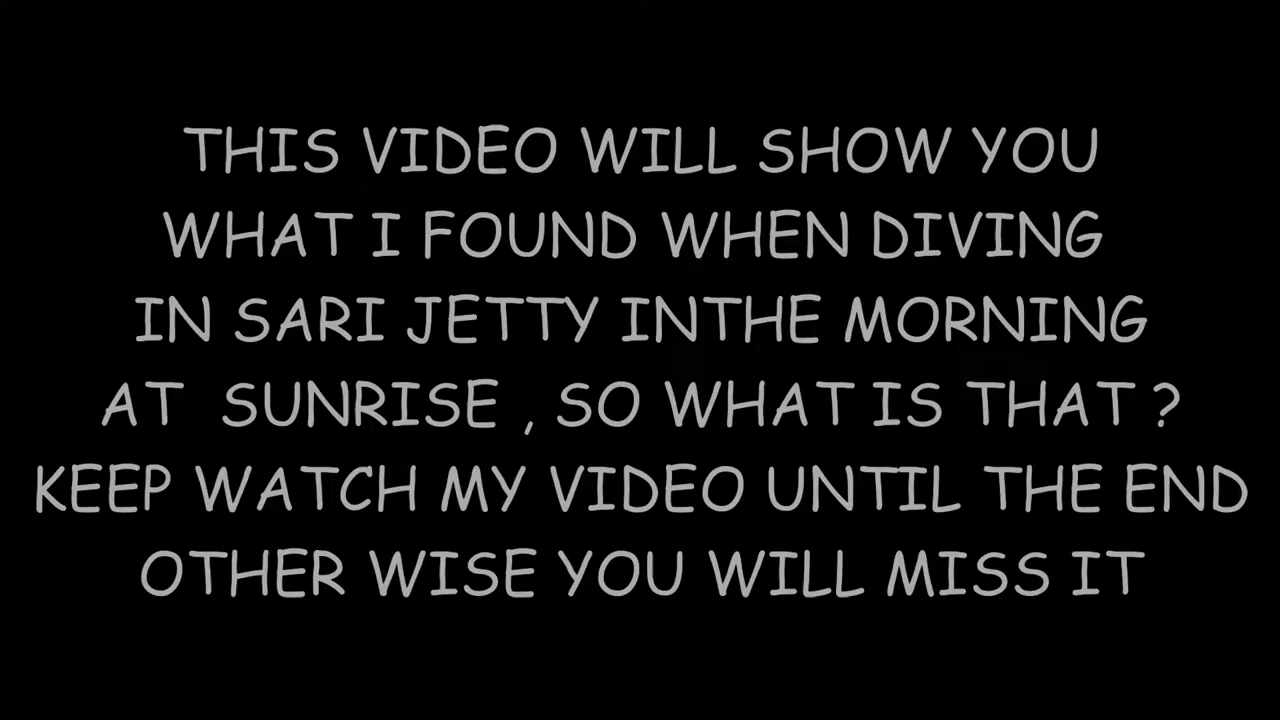 THIS VIDEO WILL SHOW YOU
WHAT I FOUND WHEN DIVING
IN SARI JETTY INTHE MORNING
AT SUNRISE , SO WHAT IS THAT ?
KEEP WATCH MY VIDEO UNTIL THE END
OTHER WISE YOU WILL MISS IT